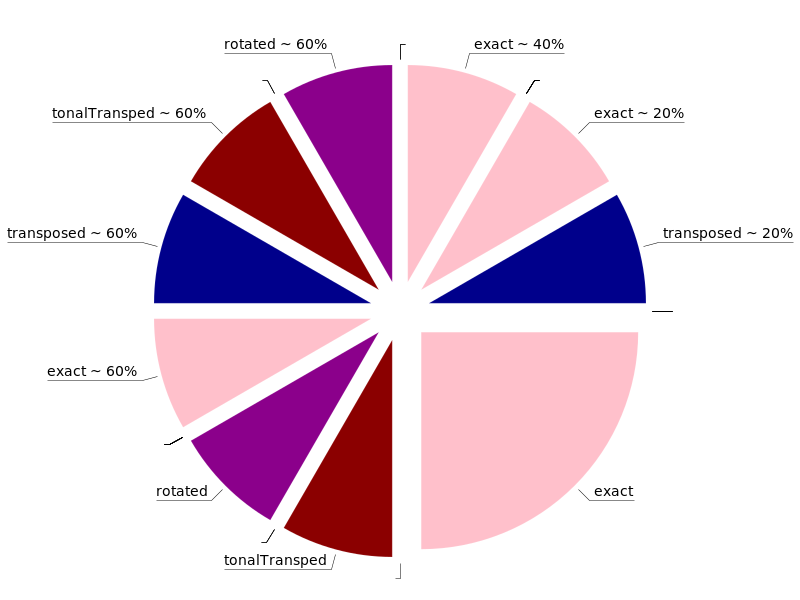 rotated ~ 60%
exact ~ 40%
tonalTransped ~ 60%
exact ~ 20%
transposed ~ 60%
transposed ~ 20%
exact ~ 60%
rotated
exact
tonalTransped